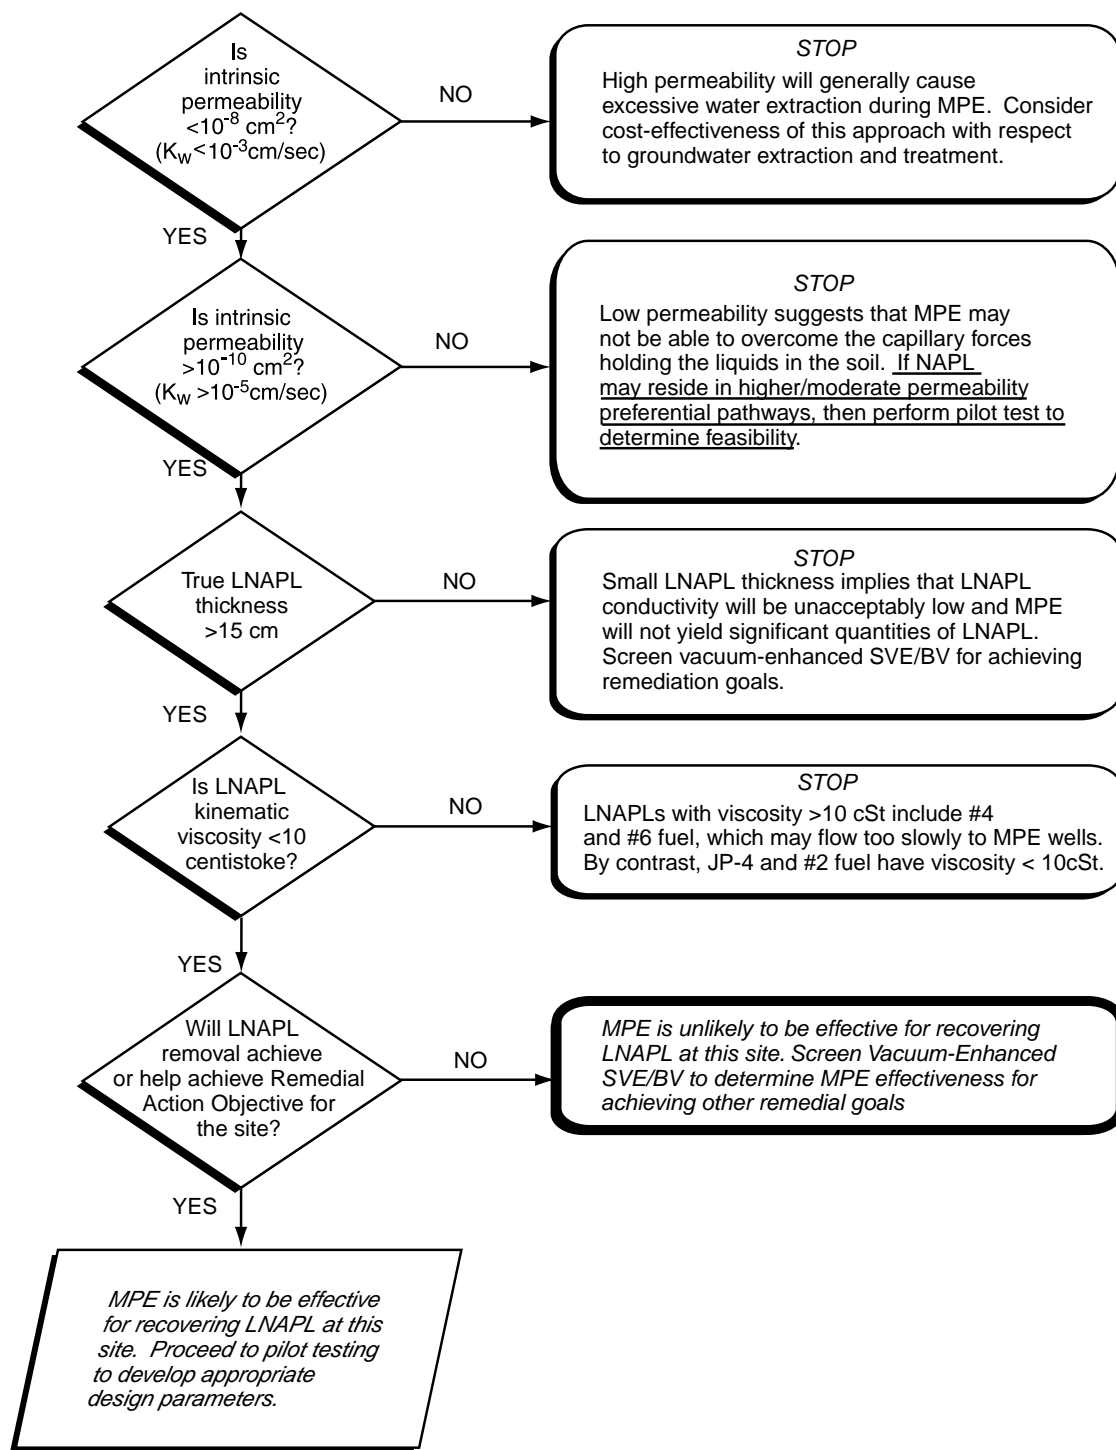 Is
intrinsic
permeability
<10⁻⁸ cm²?
(K_w <10⁻³cm/sec)
NO
STOP
High permeability will generally cause
excessive water extraction during MPE.  Consider
cost-effectiveness of this approach with respect
to groundwater extraction and treatment.
YES
Is intrinsic
permeability
>10⁻¹⁰ cm²?
(K_w >10⁻⁵cm/sec)
NO
STOP
Low permeability suggests that MPE may
not be able to overcome the capillary forces
holding the liquids in the soil.  If NAPL
may reside in higher/moderate permeability
preferential pathways, then perform pilot test to
determine feasibility.
YES
True LNAPL
thickness
>15 cm
NO
STOP
Small LNAPL thickness implies that LNAPL
conductivity will be unacceptably low and MPE
will not yield significant quantities of LNAPL.
Screen vacuum-enhanced SVE/BV for achieving
remediation goals.
YES
Is LNAPL
kinematic
viscosity <10
centistoke?
NO
STOP
LNAPLs with viscosity >10 cSt include #4
and #6 fuel, which may flow too slowly to MPE wells.
By contrast, JP-4 and #2 fuel have viscosity < 10cSt.
YES
Will LNAPL
removal achieve
or help achieve Remedial
Action Objective for
the site?
NO
MPE is unlikely to be effective for recovering
LNAPL at this site. Screen Vacuum-Enhanced
SVE/BV to determine MPE effectiveness for
achieving other remedial goals
YES
MPE is likely to be effective
for recovering LNAPL at this
site.  Proceed to pilot testing
to develop appropriate
design parameters.